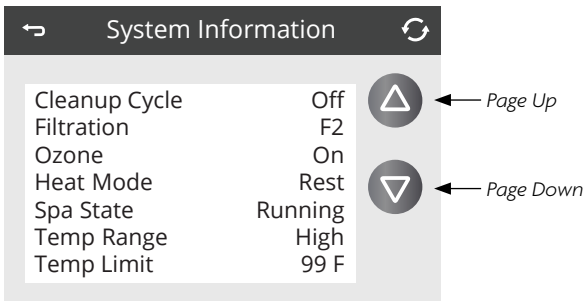 System Information
Cleanup Cycle Off
Filtration F2
Ozone On
Heat Mode Rest
Spa State Running
Temp Range High
Temp Limit 99 F
Page Up
Page Down